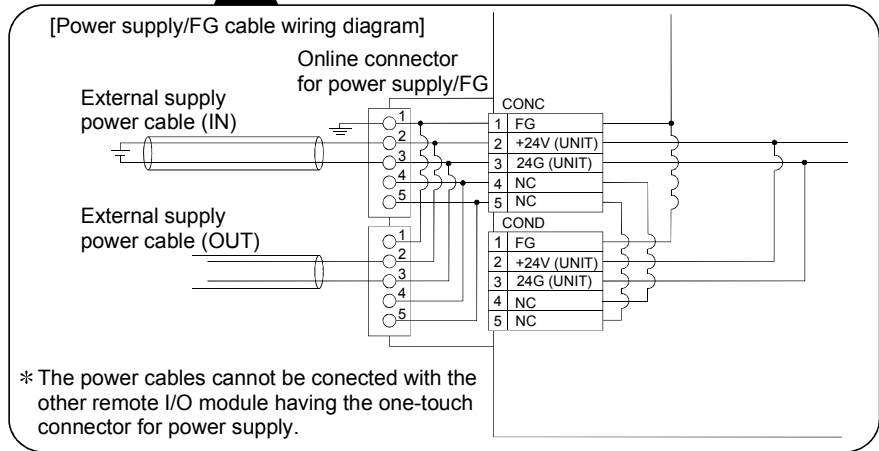 [Power supply/FG cable wiring diagram]
Online connector
for power supply/FG
External supply
power cable (IN)
1
2
3
4
5
CONC
1 FG
2 +24V (UNIT)
3 24G (UNIT)
4 NC
5 NC
External supply
power cable (OUT)
1
2
3
4
5
COND
1 FG
2 +24V (UNIT)
3 24G (UNIT)
4 NC
5 NC
* The power cables cannot be conected with the
other remote I/O module having the one-touch
connector for power supply.